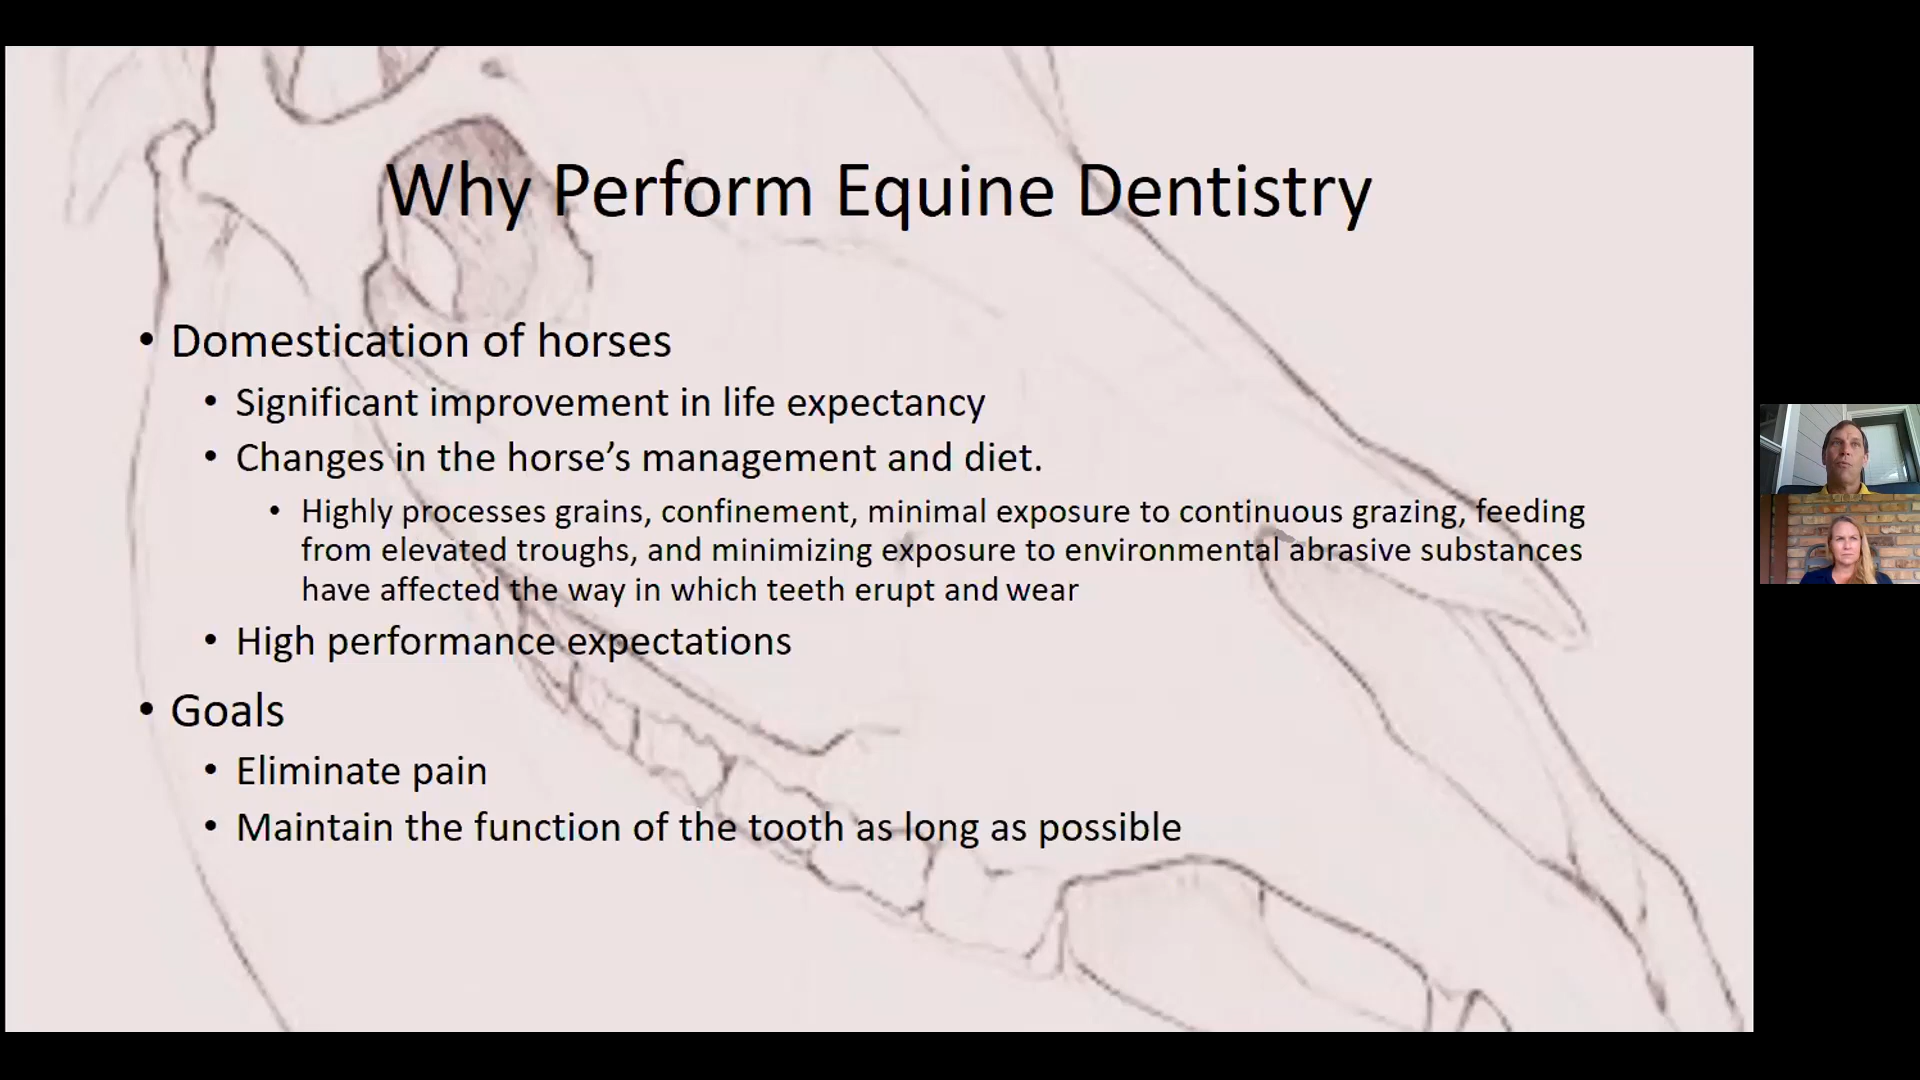 Why Perform Equine Dentistry
• Domestication of horses
• Significant improvement in life expectancy
• Changes in the horse’s management and diet.
• Highly processes grains, confinement, minimal exposure to continuous grazing, feeding
from elevated troughs, and minimizing exposure to environmental abrasive substances
have affected the way in which teeth erupt and wear
• High performance expectations
• Goals
• Eliminate pain
• Maintain the function of the tooth as long as possible